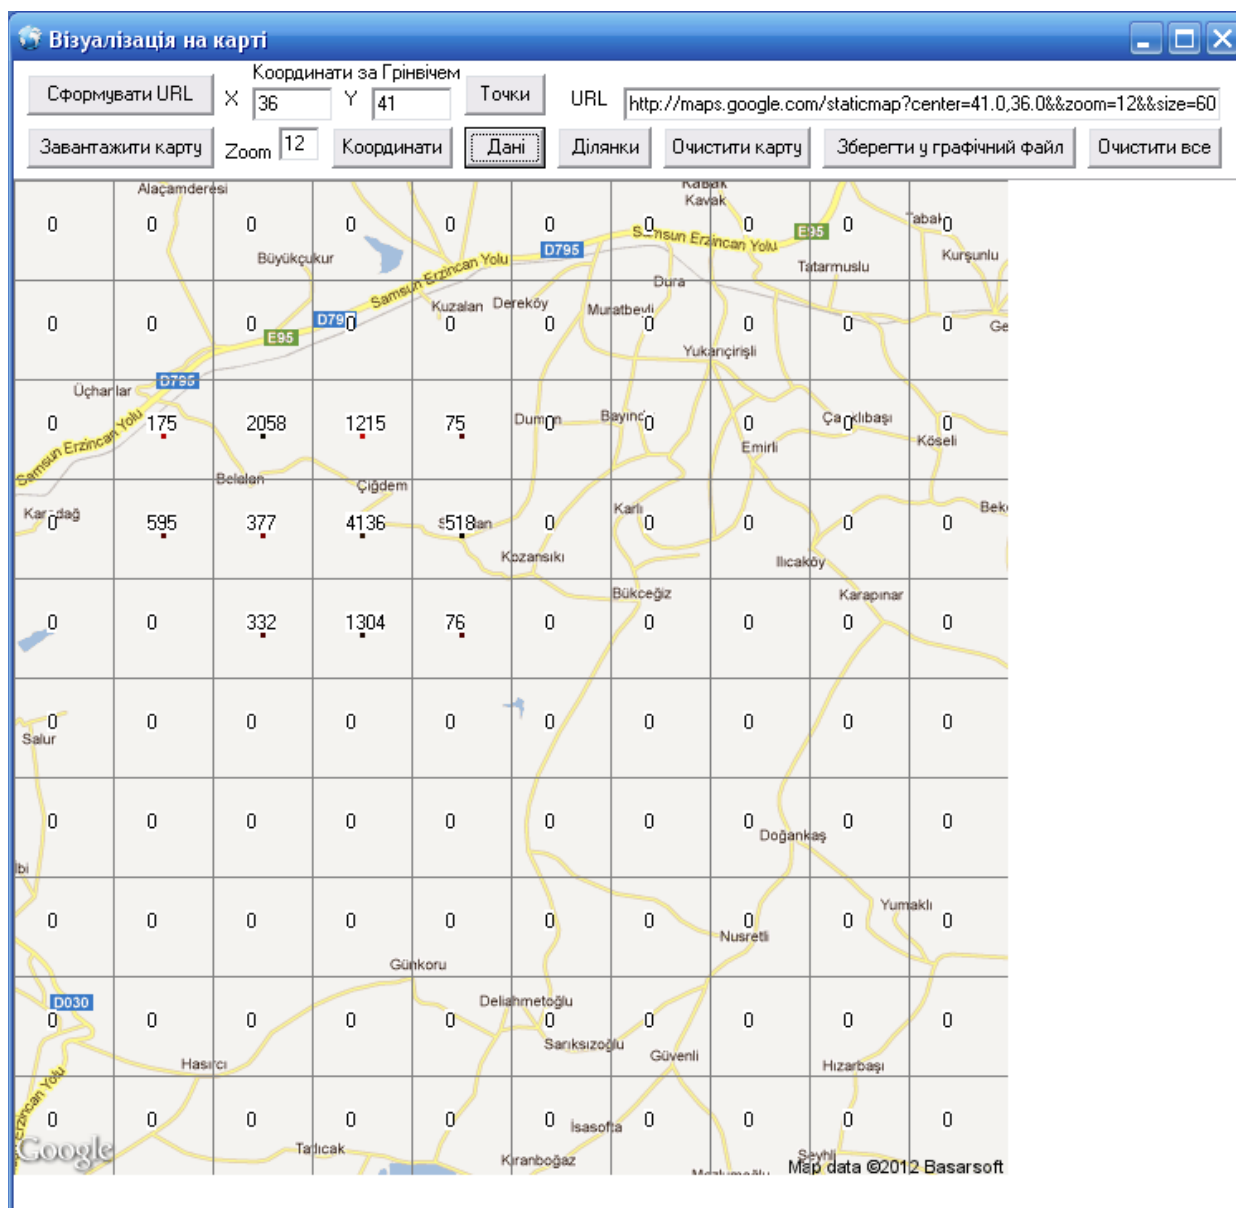 Візуалізація на карті
Координати за Грінвічем
Сформувати URL X 36 Y 41 Точки URL http://maps.google.com/staticmap?center=41.0,36.0&&zoom=12&&size=60
Завантажити карту Zoom 12 Координати Дані Ділянки Очистити карту Зберегти у графічний файл Очистити все
Alaçamderesi Kabak
Kavak
0 0 0 0 0 0 0 0 0 0
Samsun Erzincan Yolu E95
Büyükçukur Samsun Erzincan Yolu D795 Tatarmuslu Kurşunlu
Dura
Kuzalan Dereköy Muratbeyli
0 0 0 0 0 0 0 0 0 0
E95 Yukarıçirişli
Üçhanlar D795
0 175 2058 1215 75 0 0 0 0 0
Samsun Erzincan Yolu Emirli Köseli
Belalan Çiğdem
Karadağ Karlı
0 595 377 4136 518 0 0 0 0 0
Kozansıkı Ilıcaköy
Bükceğiz Karapınar
0 0 332 1304 76 0 0 0 0 0
0 0 0 0 0 0 0 0 0 0
Salur
0 0 0 0 0 0 0 0 0 0
Doğankaş
Yumaklı
0 0 0 0 0 0 0 0 0 0
Nusretli
Günkoru
D030 Deliahmetoğlu
0 0 0 0 0 0 0 0 0 0
Sarıksızoğlu Güvenli
Hasırcı Hızarbaşı
Erzincan Yolu
0 0 0 0 0 0 0 0 0 0
İsasofta
Google Tatlıcak Kıranboğaz
Map data ©2012 Basarsoft